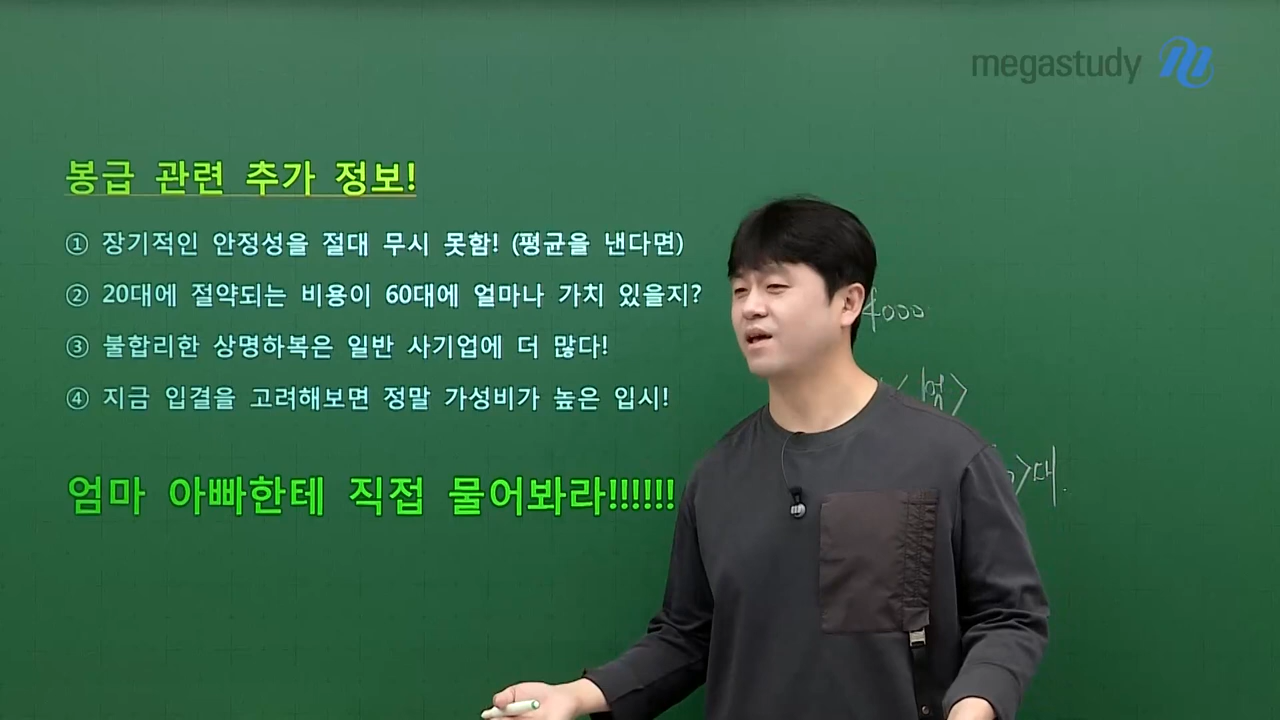 megastudy
봉급 관련 추가 정보!
① 장기적인 안정성을 절대 무시 못함! (평균을 낸다면)
② 20대에 절약되는 비용이 60대에 얼마나 가치 있을지?
③ 불합리한 상명하복은 일반 사기업에 더 많다!
④ 지금 입결을 고려해보면 정말 가성비가 높은 입시!
엄마 아빠한테 직접 물어봐라!!!!!!
4000